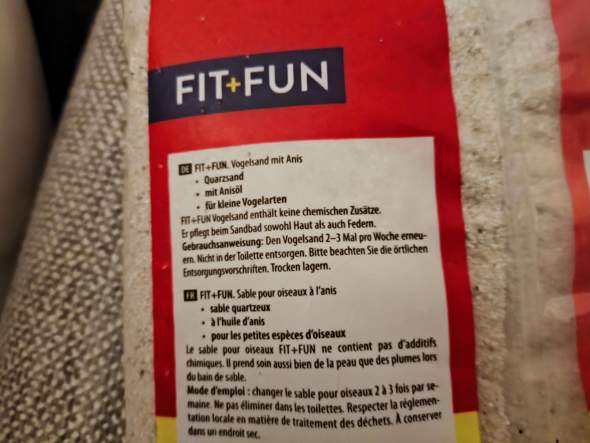 FIT+FUN
DE FIT+FUN. Vogelsand mit Anis
• Quarzsand
• mit Anisöl
• für kleine Vogelarten
FIT+FUN Vogelsand enthält keine chemischen Zusätze.
Er pflegt beim Sandbad sowohl Haut als auch Federn.
Gebrauchsanweisung: Den Vogelsand 2–3 Mal pro Woche erneu-
ern. Nicht in der Toilette entsorgen. Bitte beachten Sie die örtlichen
Entsorgungsvorschriften. Trocken lagern.
FR FIT+FUN. Sable pour oiseaux à l'anis
• sable quartzeux
• à l'huile d'anis
• pour les petites espèces d'oiseaux
Le sable pour oiseaux FIT+FUN ne contient pas d'additifs
chimiques. Il prend soin aussi bien de la peau que des plumes lors
du bain de sable.
Mode d'emploi : changer le sable pour oiseaux 2 à 3 fois par se-
maine. Ne pas éliminer dans les toilettes. Respecter la réglemen-
tation locale en matière de traitement des déchets. À conserver
dans un endroit sec.